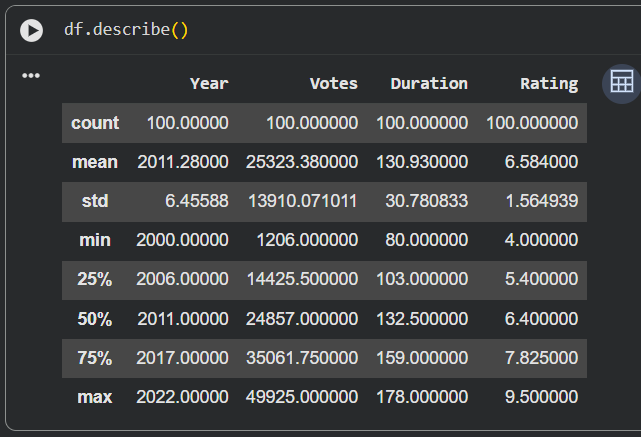 df.describe()
Year Votes Duration Rating
count 100.00000 100.000000 100.000000 100.000000
mean 2011.28000 25323.380000 130.930000 6.584000
std 6.45588 13910.071011 30.780833 1.564939
min 2000.00000 1206.000000 80.000000 4.000000
25% 2006.00000 14425.500000 103.000000 5.400000
50% 2011.00000 24857.000000 132.500000 6.400000
75% 2017.00000 35061.750000 159.000000 7.825000
max 2022.00000 49925.000000 178.000000 9.500000